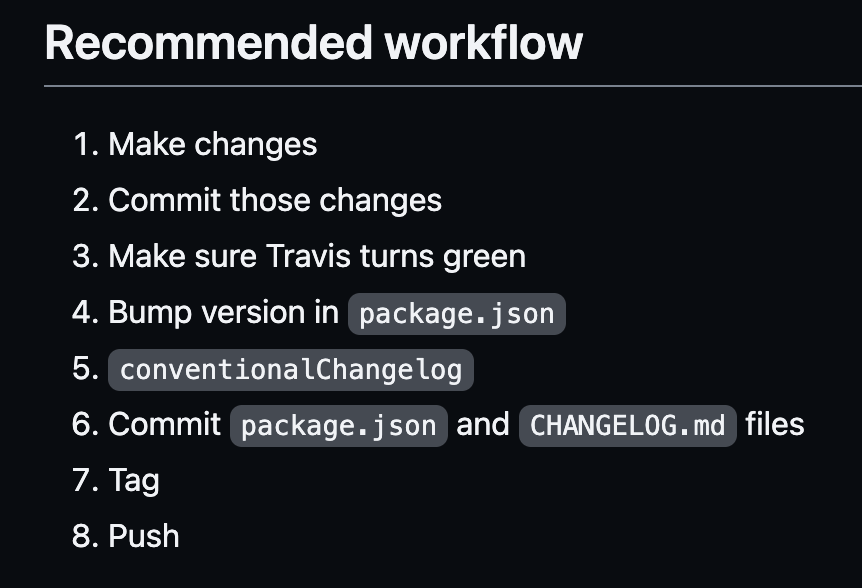 Recommended workflow
1. Make changes
2. Commit those changes
3. Make sure Travis turns green
4. Bump version in package.json
5. conventionalChangelog
6. Commit package.json and CHANGELOG.md files
7. Tag
8. Push